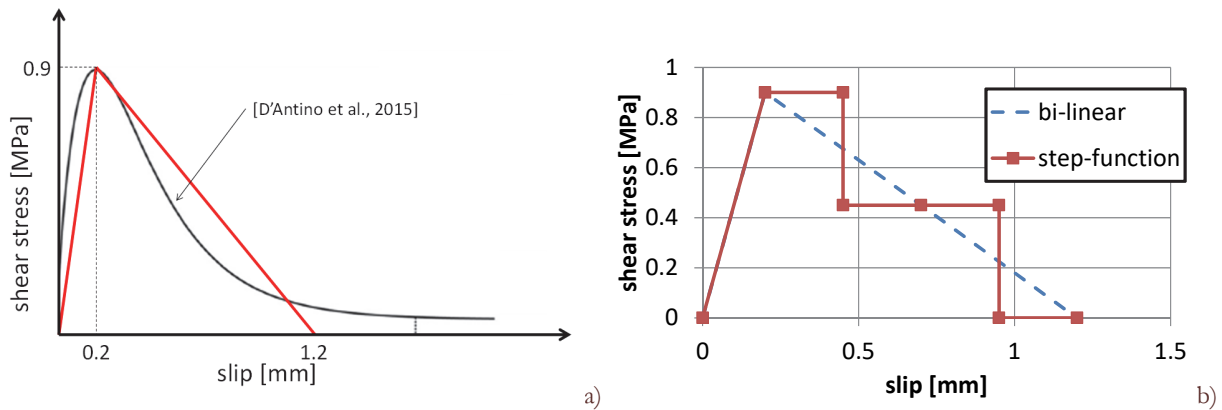 0.9
shear stress [MPa]
[D'Antino et al., 2015]
0.2
1.2
slip [mm]
a)
1
0.8
0.6
0.4
0.2
0
shear stress [MPa]
bi-linear
step-function
0
0.5
1
1.5
slip [mm]
b)